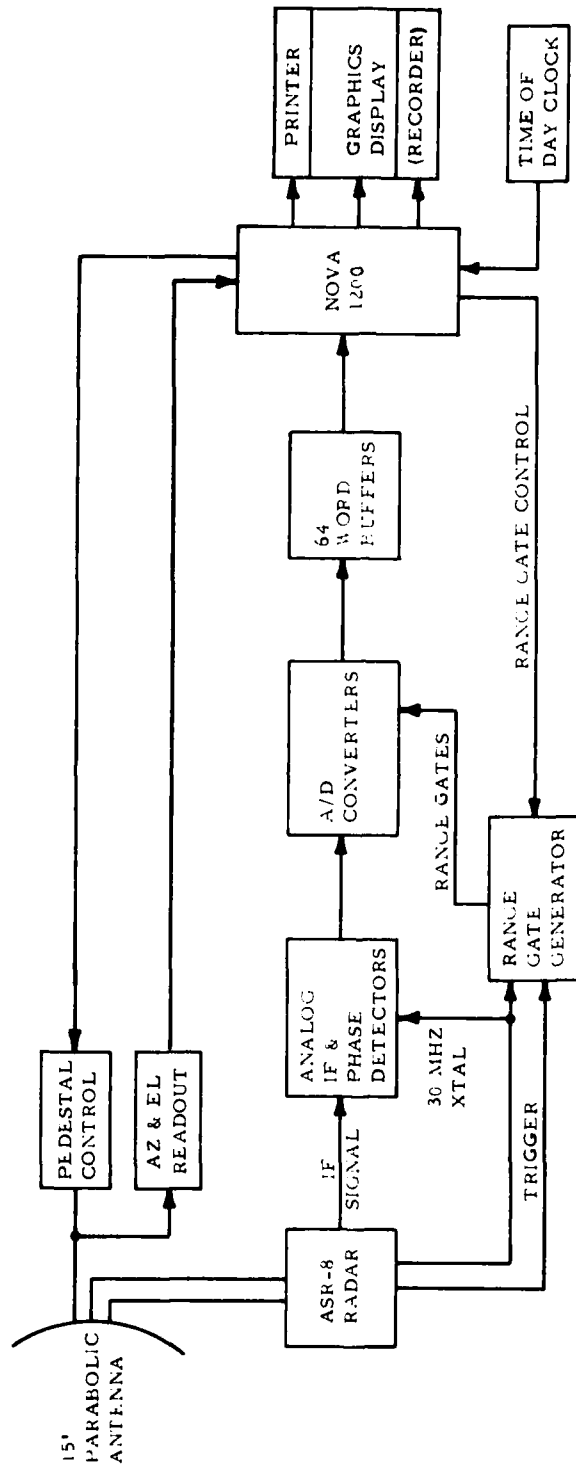 15'
PARABOLIC
ANTENNA
PEDESTAL
CONTROL
AZ & EL
READOUT
ASR-8
RADAR
IF
SIGNAL
ANALOG
IF &
PHASE
DETECTORS
30 MHZ
XTAL
TRIGGER
RANGE
GATE
GENERATOR
RANGE GATES
A/D
CONVERTERS
64
WORD
BUFFERS
NOVA
1200
RANGE GATE CONTROL
PRINTER
GRAPHICS
DISPLAY
(RECORDER)
TIME OF
DAY CLOCK